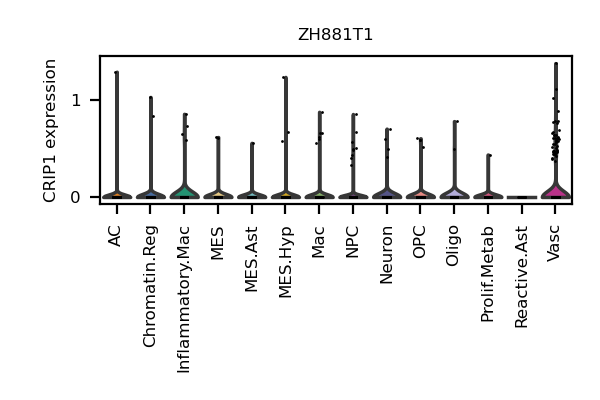 ZH881T1
CRIP1 expression
1
0
AC
Chromatin.Reg
Inflammatory.Mac
MES
MES.Ast
MES.Hyp
Mac
NPC
Neuron
OPC
Oligo
Prolif.Metab
Reactive.Ast
Vasc